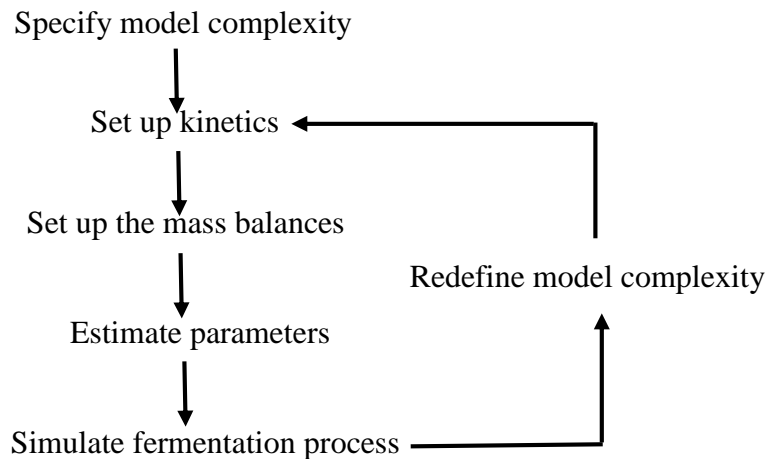 Specify model complexity
Set up kinetics
Set up the mass balances
Redefine model complexity
Estimate parameters
Simulate fermentation process